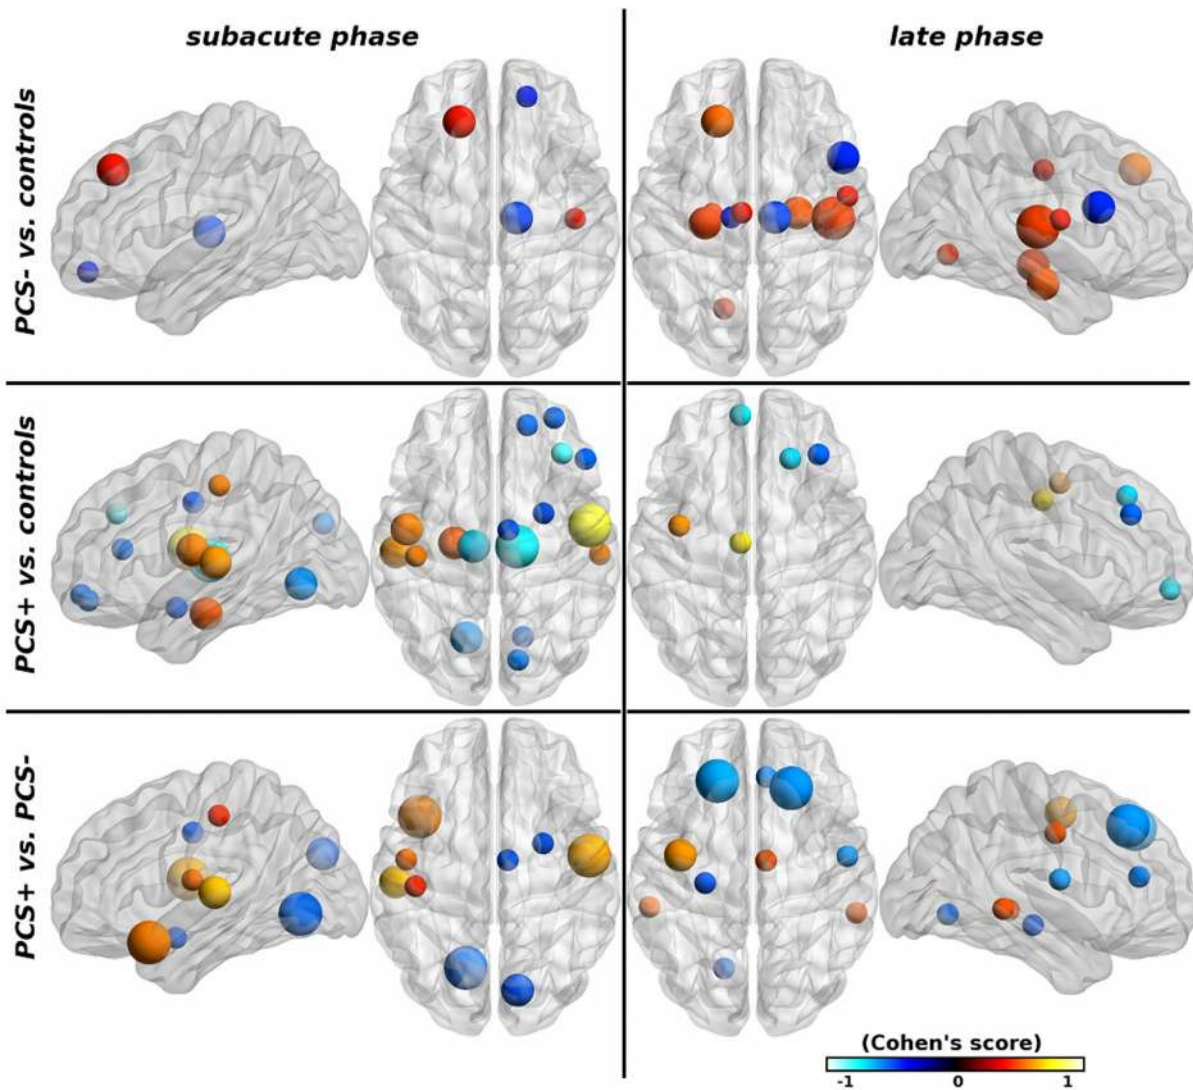 subacute phase
late phase
PCS- vs. controls
PCS+ vs. controls
PCS+ vs. PCS-
(Cohen's score)
-1 0 1